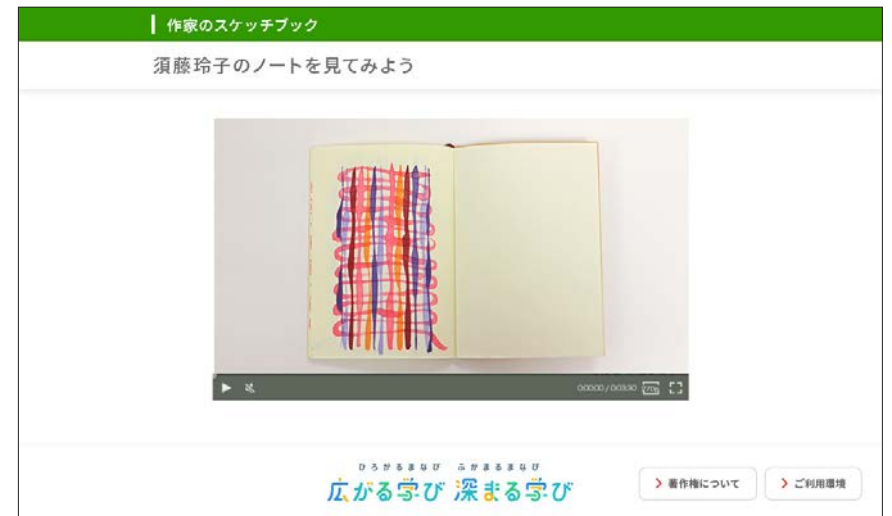 作家のスケッチブック
須藤玲子のノートを見てみよう
ひろがるまなび ふかまるまなび
広がる学び 深まる学び
著作権について
ご利用環境